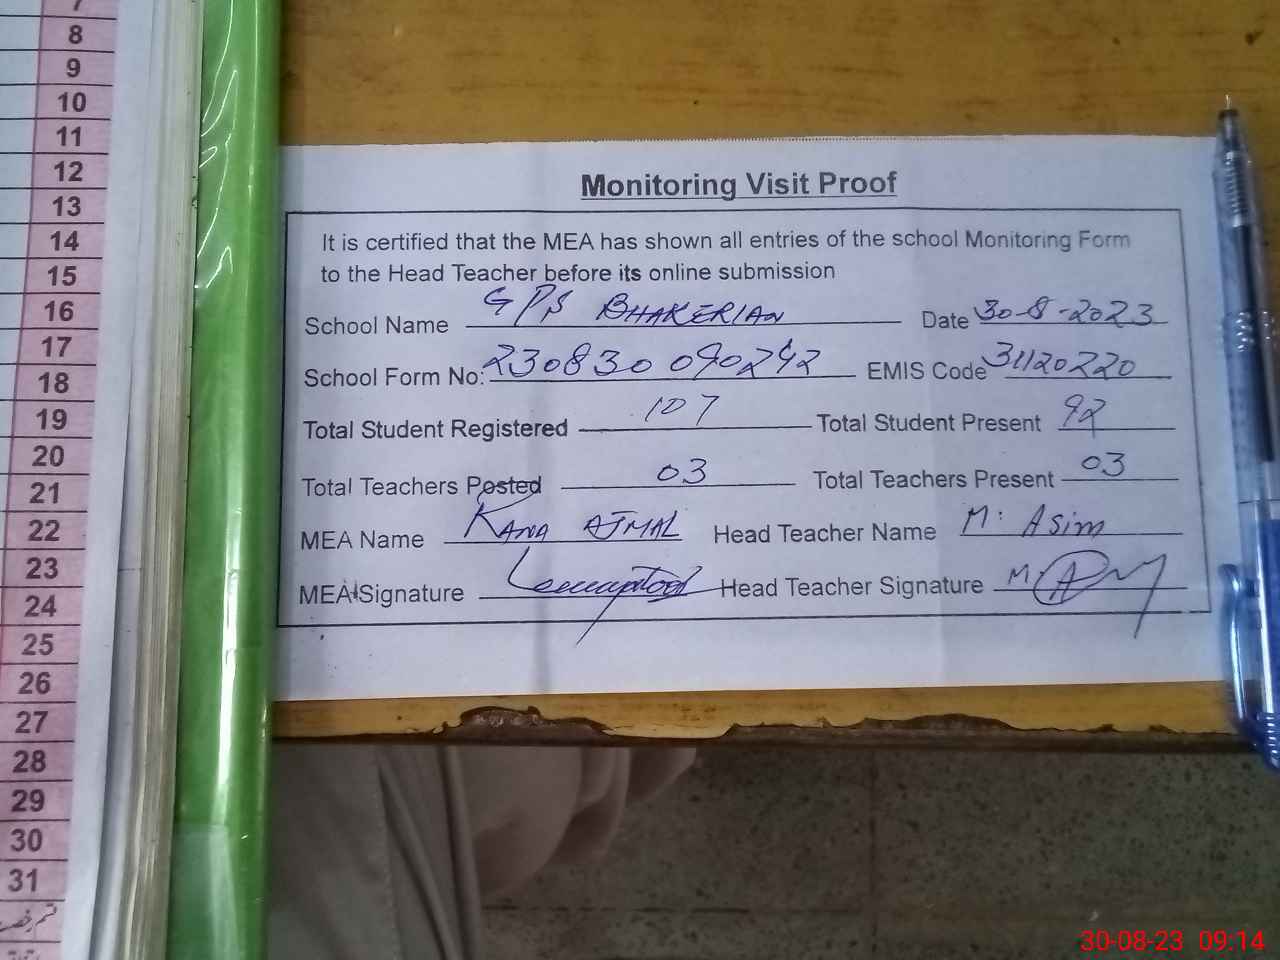 7
8
9
10
11
12
13
14
15
16
17
18
19
20
21
22
23
24
25
26
27
28
29
30
31
Monitoring Visit Proof
It is certified that the MEA has shown all entries of the school Monitoring Form
to the Head Teacher before its online submission
School Name GPS BHAKERIAN Date 30-8-2023
School Form No: 230830 090242 EMIS Code 31120220
Total Student Registered 107 Total Student Present 92
Total Teachers Posted 03 Total Teachers Present 03
MEA Name RANA AJMAL Head Teacher Name M. Asim
MEA Signature Head Teacher Signature
30-08-23 09:14